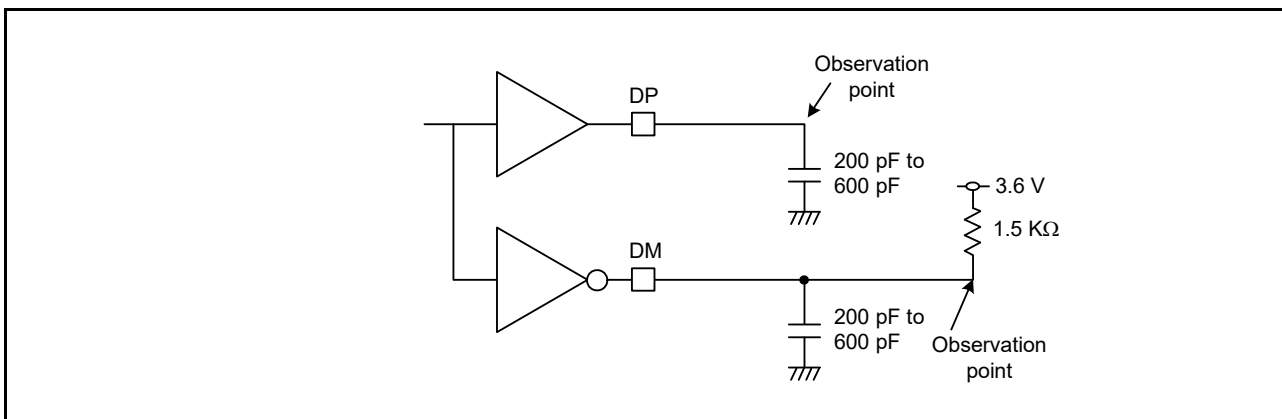 Observation
point
DP
200 pF to
600 pF
3.6 V
1.5 KΩ
DM
200 pF to
600 pF
Observation
point